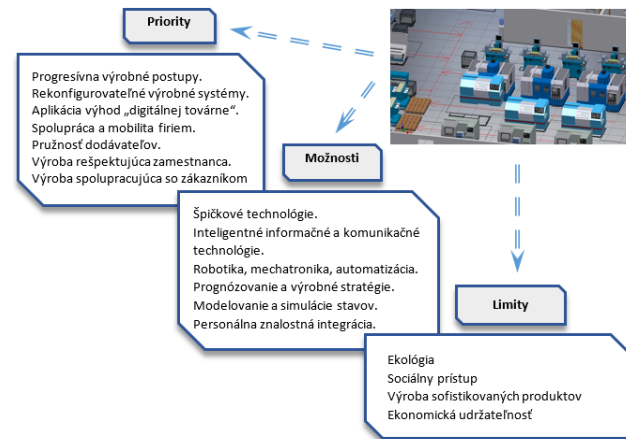 Priority
Progresívna výrobné postupy.
Rekonfigurovateľné výrobné systémy.
Aplikácia výhod „digitálnej továrne“.
Spolupráca a mobilita firiem.
Pružnosť dodávateľov.
Výroba rešpektujúca zamestnanca.
Výroba spolupracujúca so zákazníkom
Možnosti
Špičkové technológie.
Inteligentné informačné a komunikačné
technológie.
Robotika, mechatronika, automatizácia.
Prognózovanie a výrobné stratégie.
Modelovanie a simulácie stavov.
Personálna znalostná integrácia.
Limity
Ekológia
Sociálny prístup
Výroba sofistikovaných produktov
Ekonomická udržateľnosť